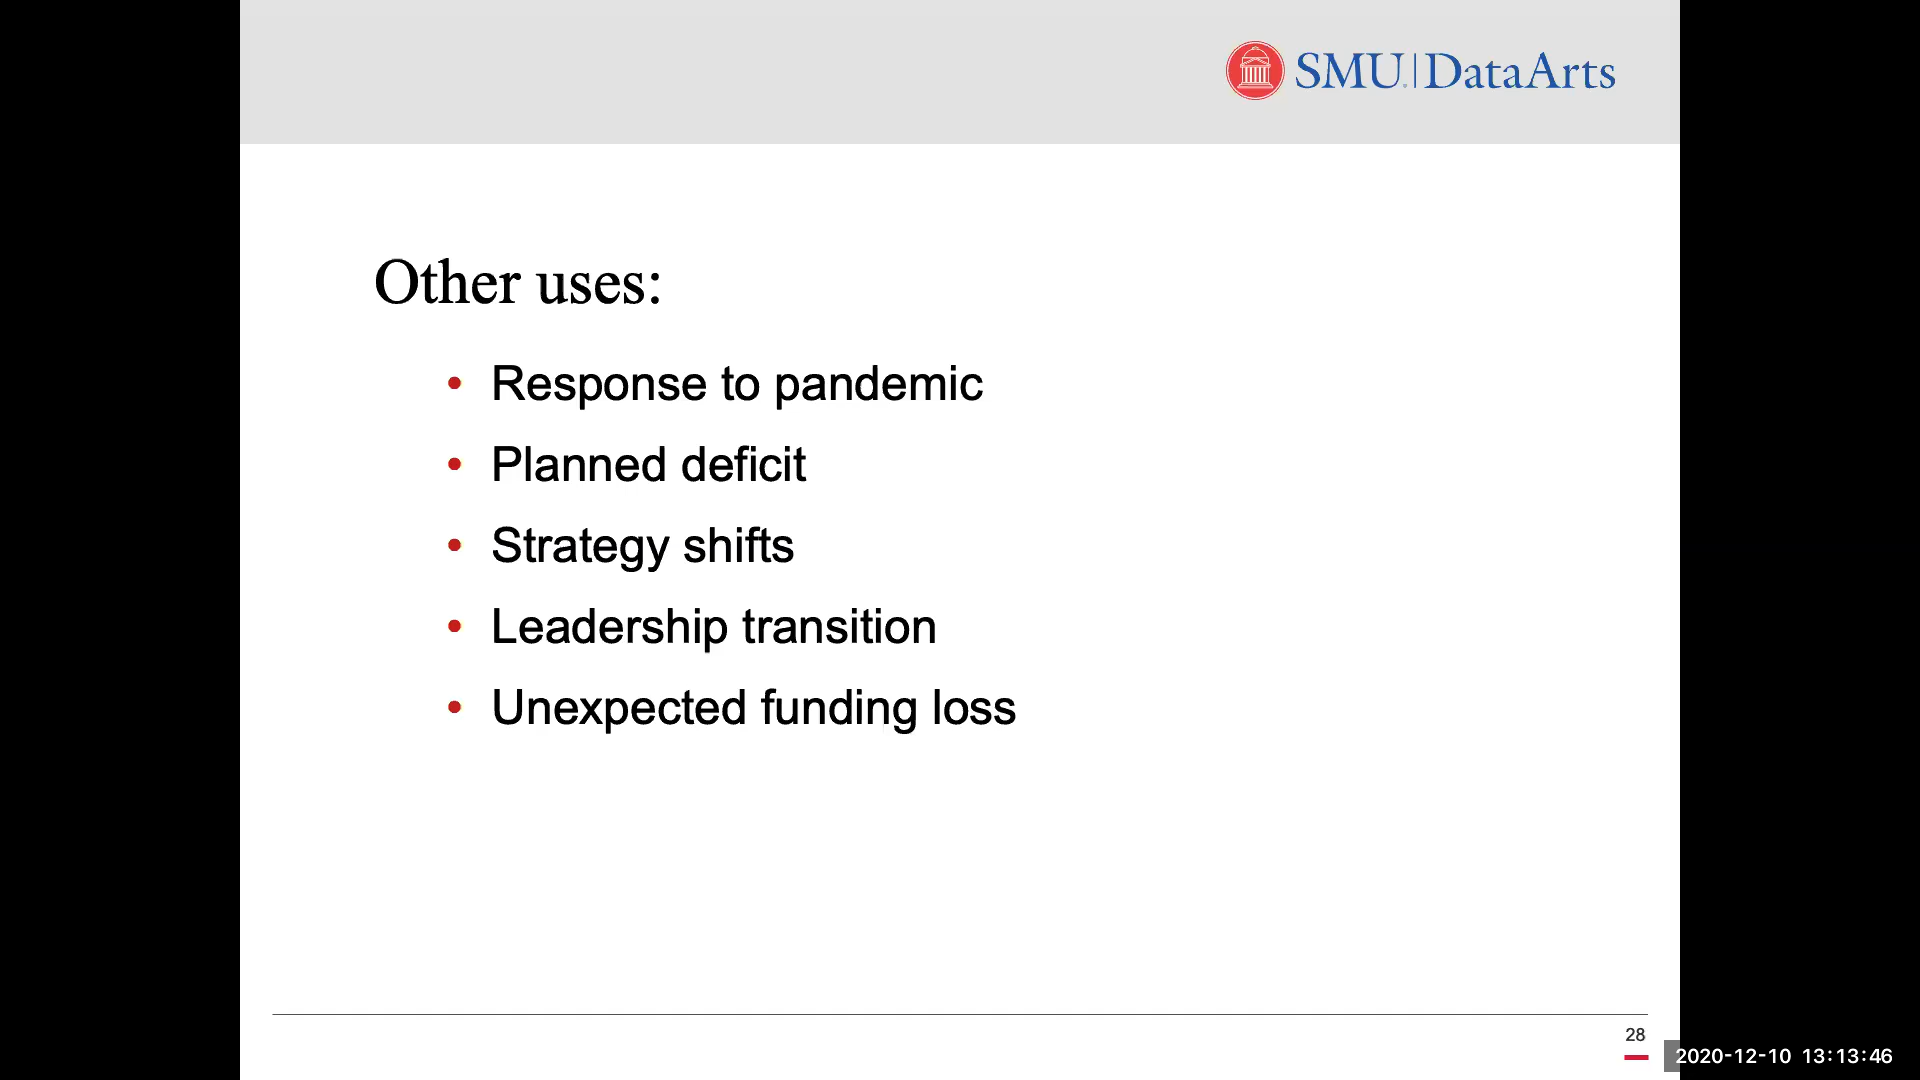 SMU. | DataArts
Other uses:
• Response to pandemic
• Planned deficit
• Strategy shifts
• Leadership transition
• Unexpected funding loss
28
2020-12-10 13:13:46